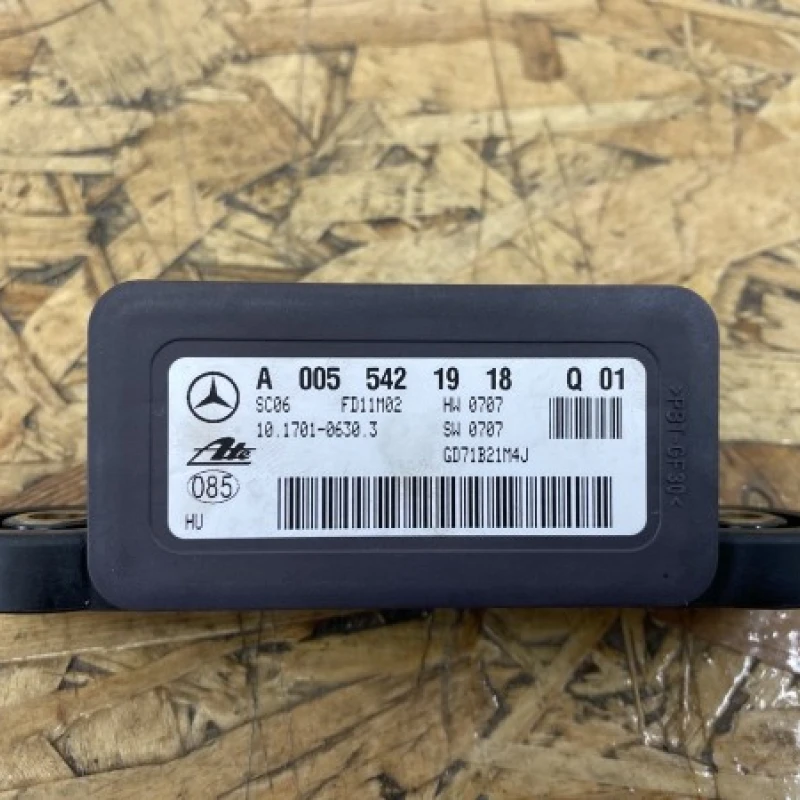 A 005 542 19 18 Q 01
SC06 FD11M02 HW 0707
10.1701-0630.3 SW 0707
Ate GD71B21M4J
085
HU
>PBT-GF30<